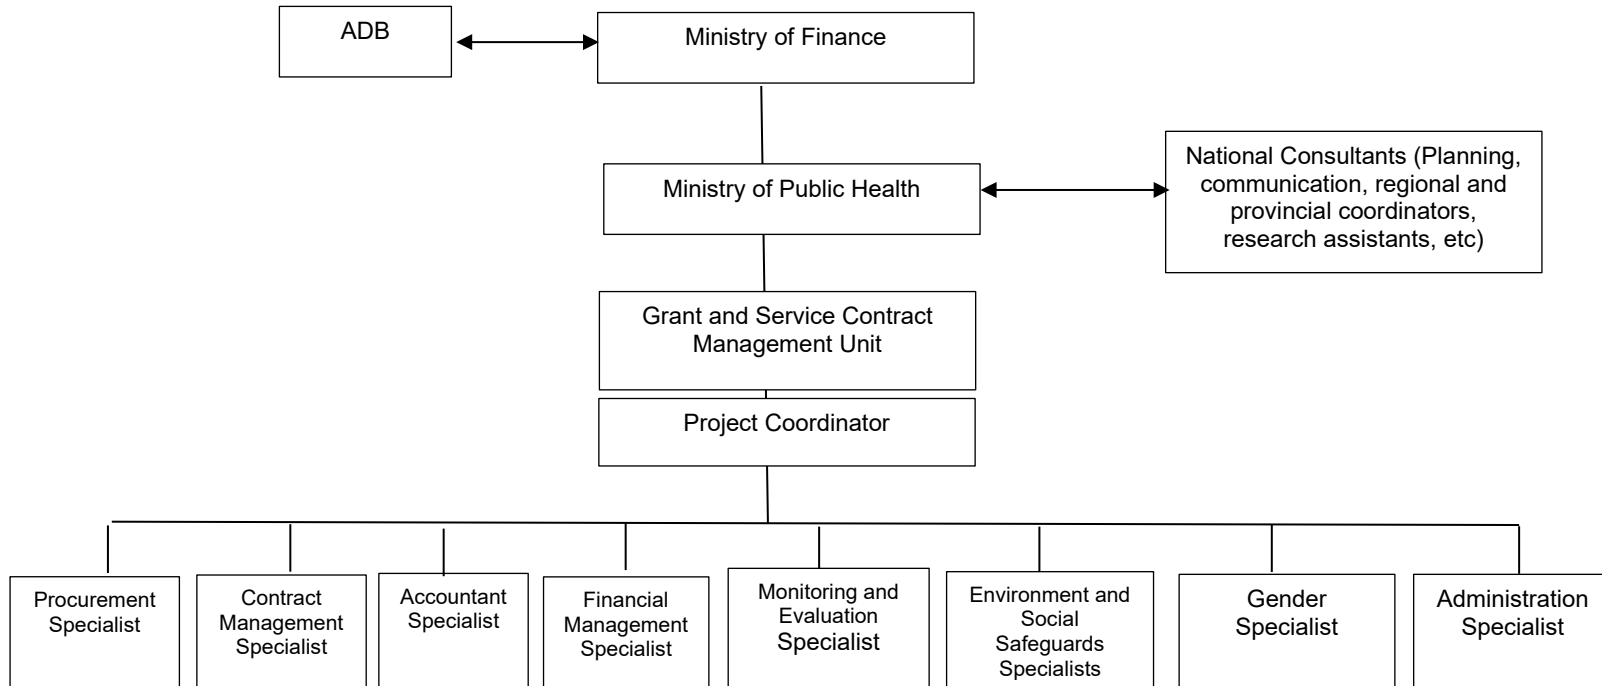 ADB
Ministry of Finance
Ministry of Public Health
National Consultants (Planning,
communication, regional and
provincial coordinators,
research assistants, etc)
Grant and Service Contract
Management Unit
Project Coordinator
Procurement
Specialist
Contract
Management
Specialist
Accountant
Specialist
Financial
Management
Specialist
Monitoring and
Evaluation
Specialist
Environment and
Social
Safeguards
Specialists
Gender
Specialist
Administration
Specialist